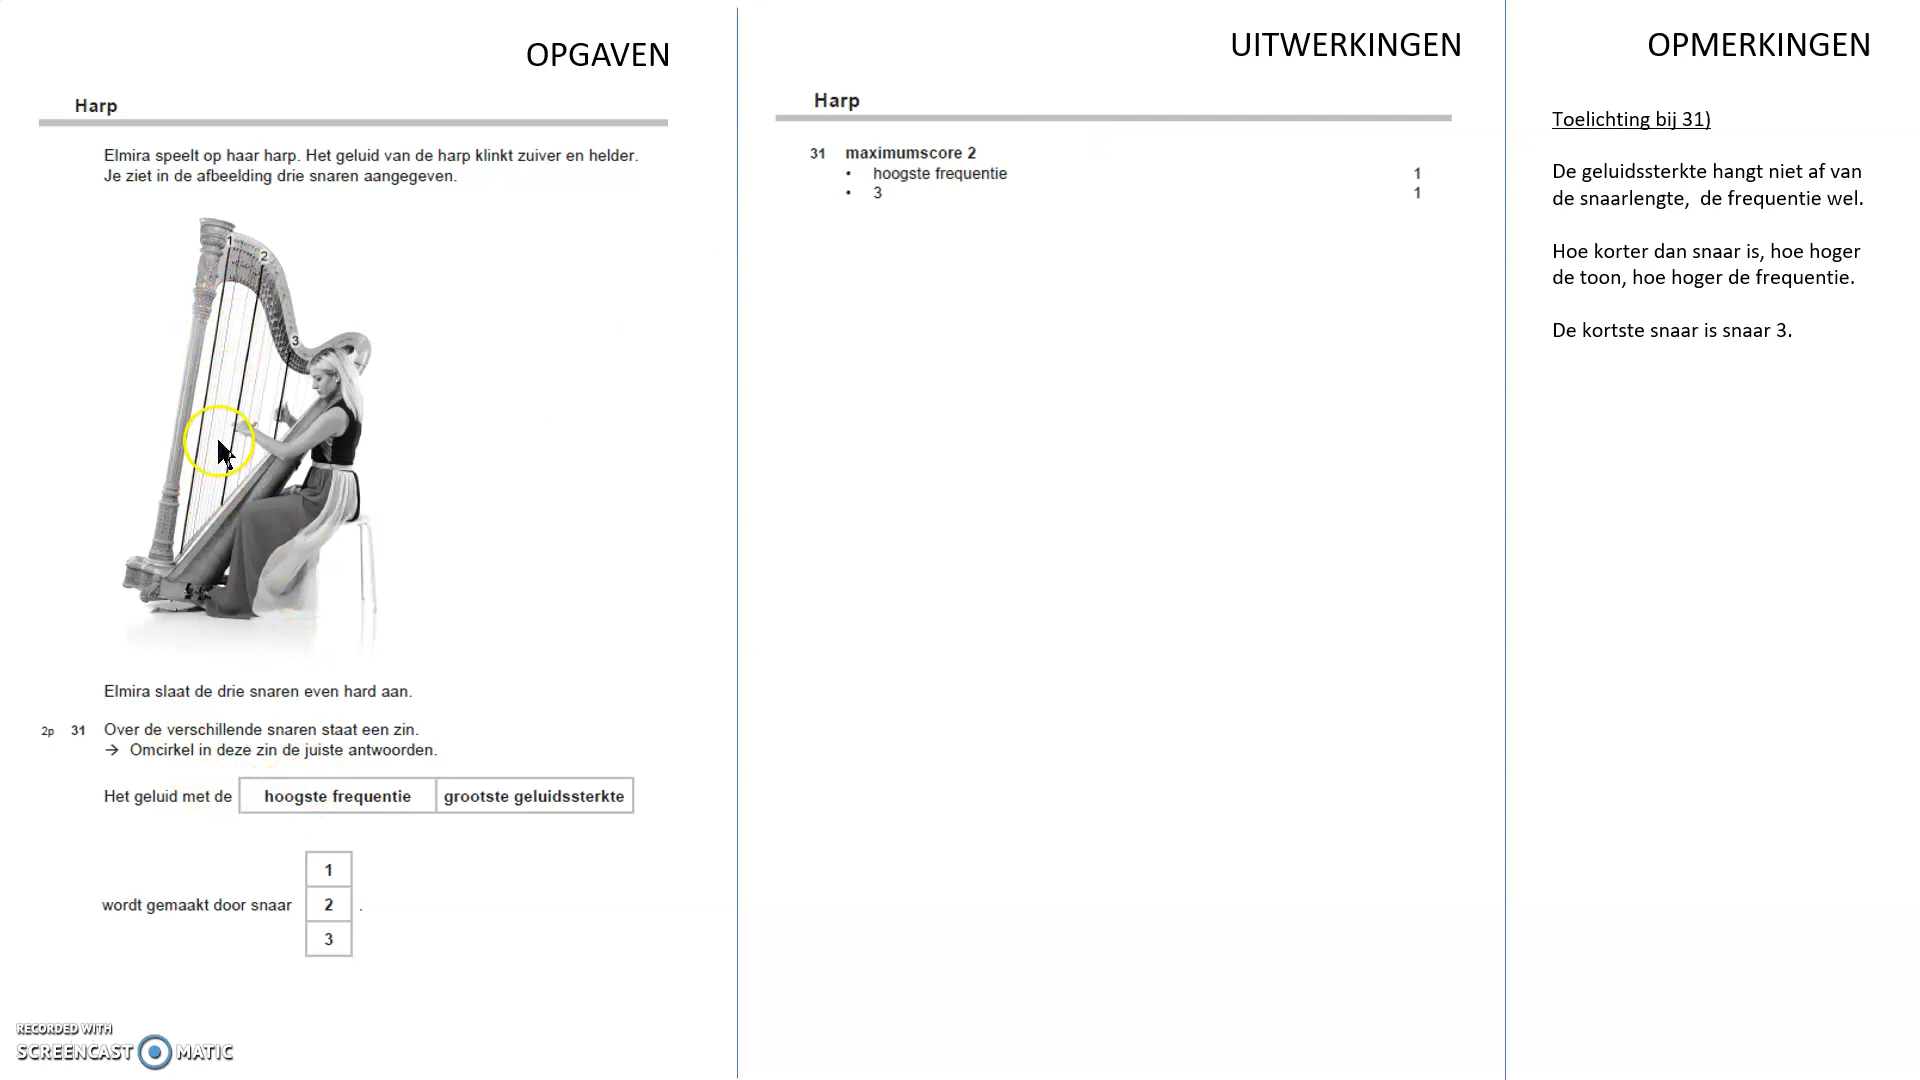 OPGAVEN
Harp
Elmira speelt op haar harp. Het geluid van de harp klinkt zuiver en helder.
Je ziet in de afbeelding drie snaren aangegeven.
1
2
3
Elmira slaat de drie snaren even hard aan.
2p 31 Over de verschillende snaren staat een zin.
→ Omcirkel in deze zin de juiste antwoorden.
Het geluid met de hoogste frequentie grootste geluidssterkte
1
wordt gemaakt door snaar 2 .
3
RECORDED WITH
SCREENCAST MATIC
UITWERKINGEN
Harp
31 maximumscore 2
• hoogste frequentie 1
• 3 1
OPMERKINGEN
Toelichting bij 31)
De geluidssterkte hangt niet af van
de snaarlengte, de frequentie wel.
Hoe korter dan snaar is, hoe hoger
de toon, hoe hoger de frequentie.
De kortste snaar is snaar 3.